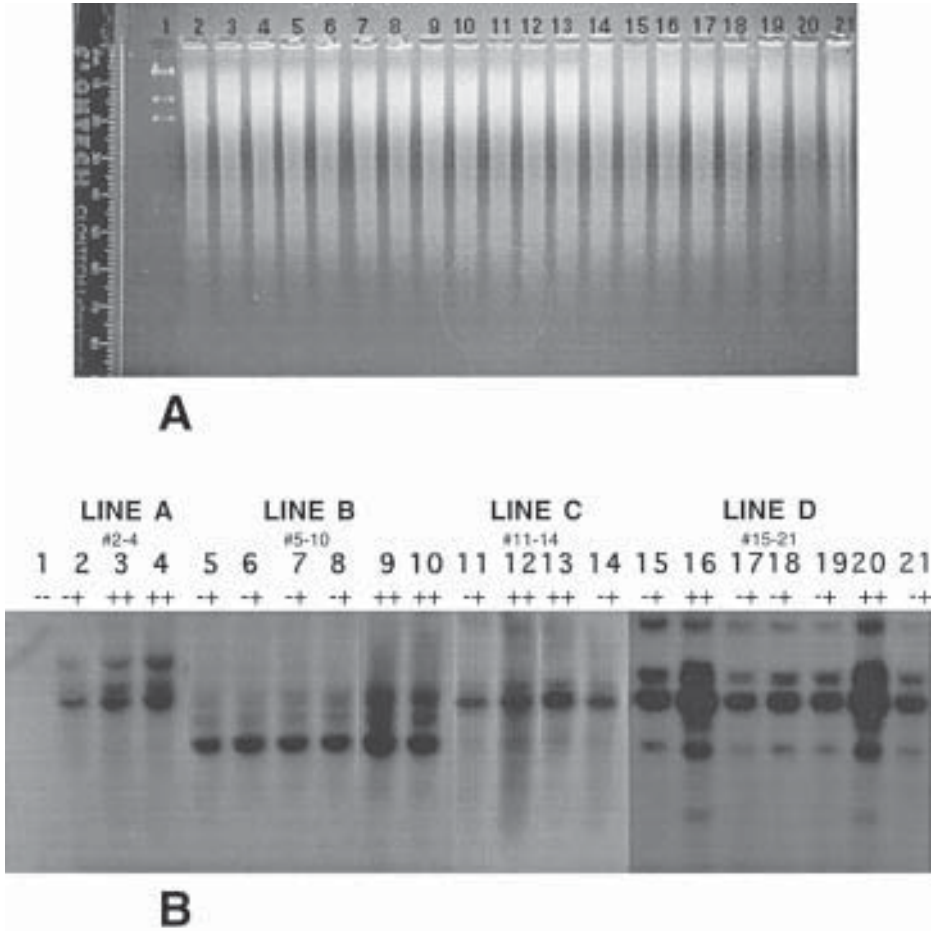 1 2 3 4 5 6 7 8 9 10 11 12 13 14 15 16 17 18 19 20 21
CLONTECH
A
LINE A LINE B LINE C LINE D
#2-4 #5-10 #11-14 #15-21
1 2 3 4 5 6 7 8 9 10 11 12 13 14 15 16 17 18 19 20 21
-- -+ ++ ++ -+ -+ -+ -+ ++ ++ -+ ++ ++ -+ -+ ++ -+ -+ -+ ++ -+
B